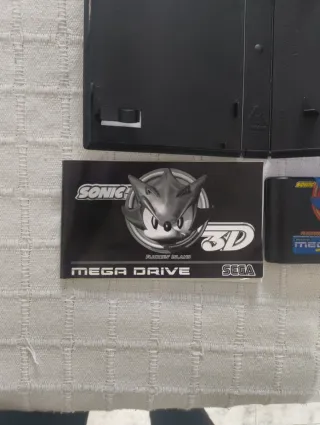 SONIC
3D
FLICKIES' ISLAND
MEGA DRIVE
SEGA